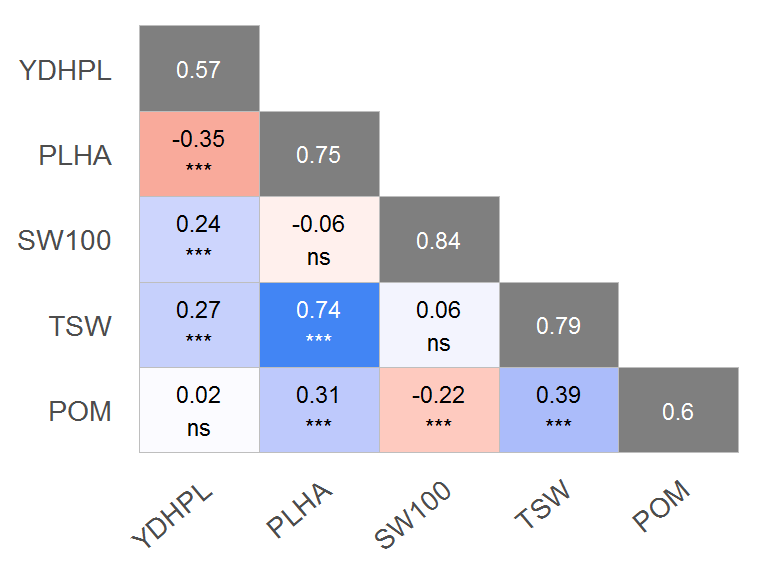 YDHPL 0.57
PLHA -0.35 0.75
***
SW100 0.24 -0.06 0.84
*** ns
TSW 0.27 0.74 0.06 0.79
*** *** ns
POM 0.02 0.31 -0.22 0.39 0.6
ns *** *** ***
YDHPL PLHA SW100 TSW POM